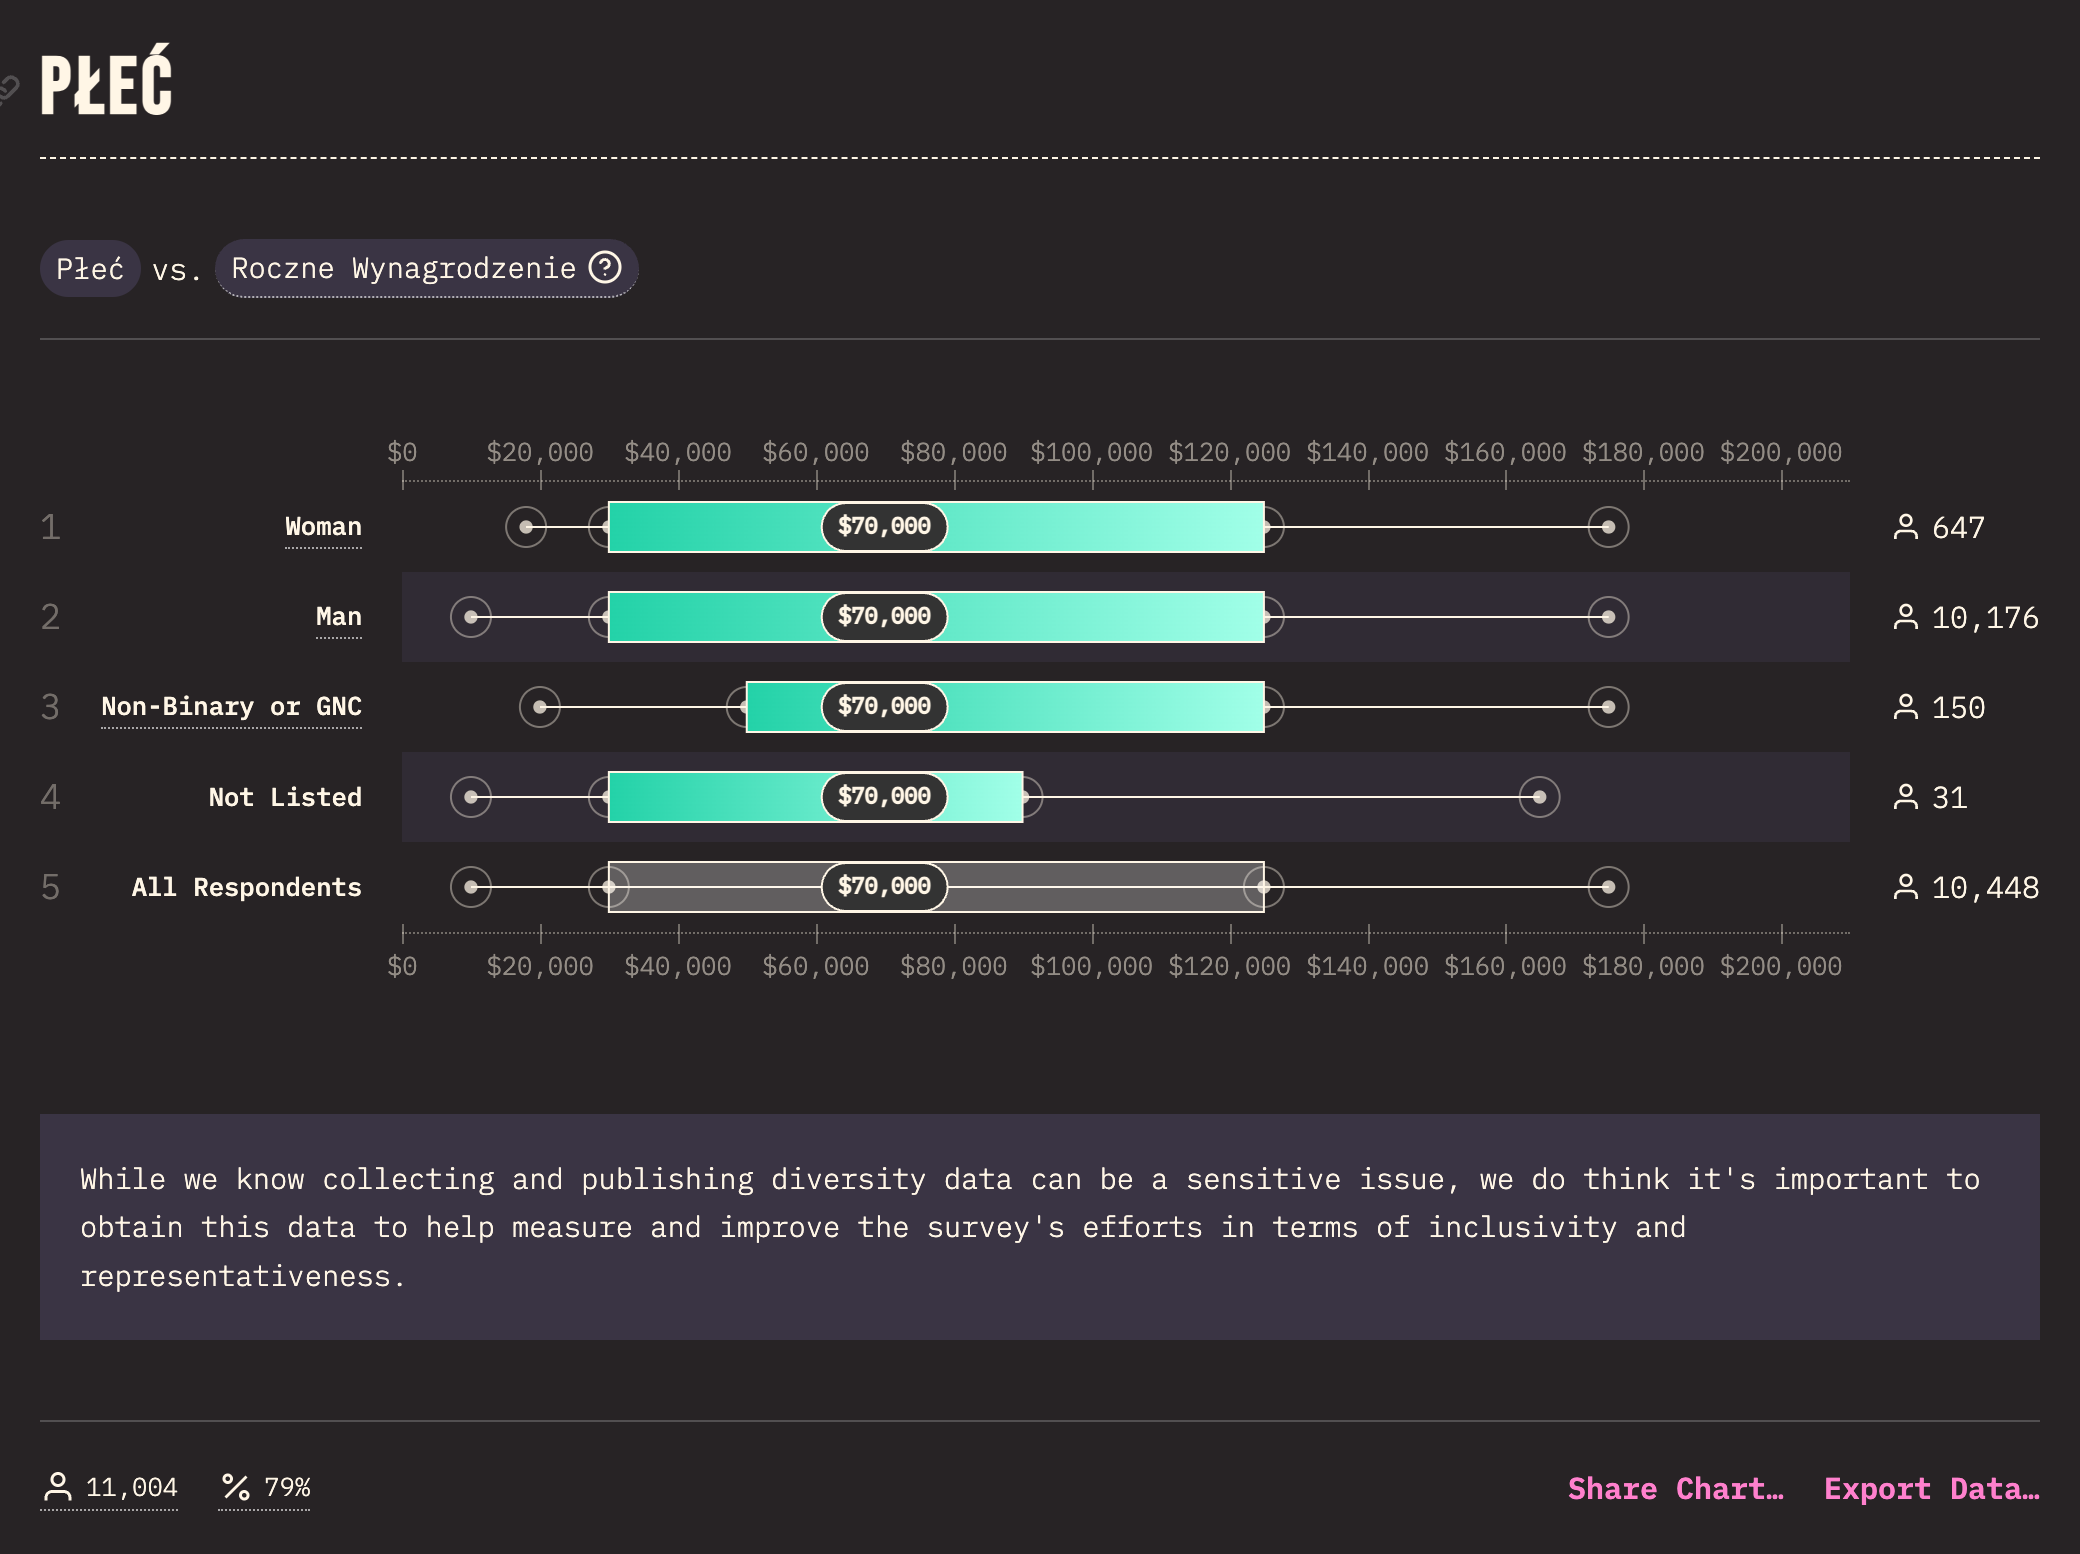 PŁEĆ
Płeć vs. Roczne Wynagrodzenie
$0 $20,000 $40,000 $60,000 $80,000 $100,000 $120,000 $140,000 $160,000 $180,000 $200,000
1 Woman $70,000 647
2 Man $70,000 10,176
3 Non-Binary or GNC $70,000 150
4 Not Listed $70,000 31
5 All Respondents $70,000 10,448
$0 $20,000 $40,000 $60,000 $80,000 $100,000 $120,000 $140,000 $160,000 $180,000 $200,000
While we know collecting and publishing diversity data can be a sensitive issue, we do think it's important to
obtain this data to help measure and improve the survey's efforts in terms of inclusivity and
representativeness.
11,004 79% Share Chart… Export Data…